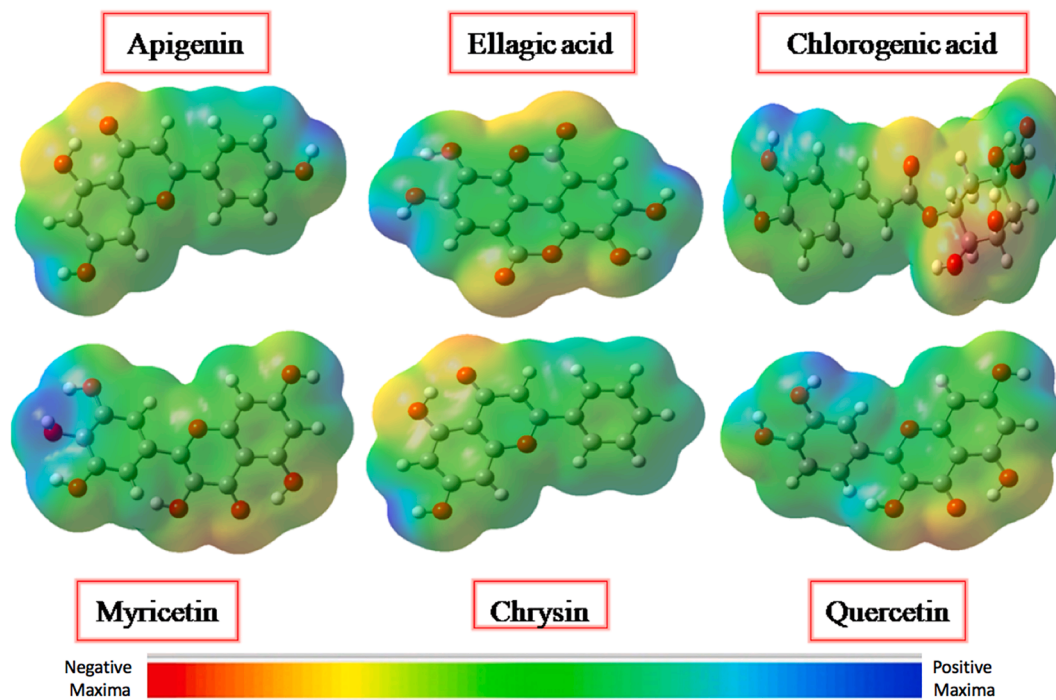 Apigenin
Ellagic acid
Chlorogenic acid
Myricetin
Chrysin
Quercetin
Negative
Maxima
Positive
Maxima